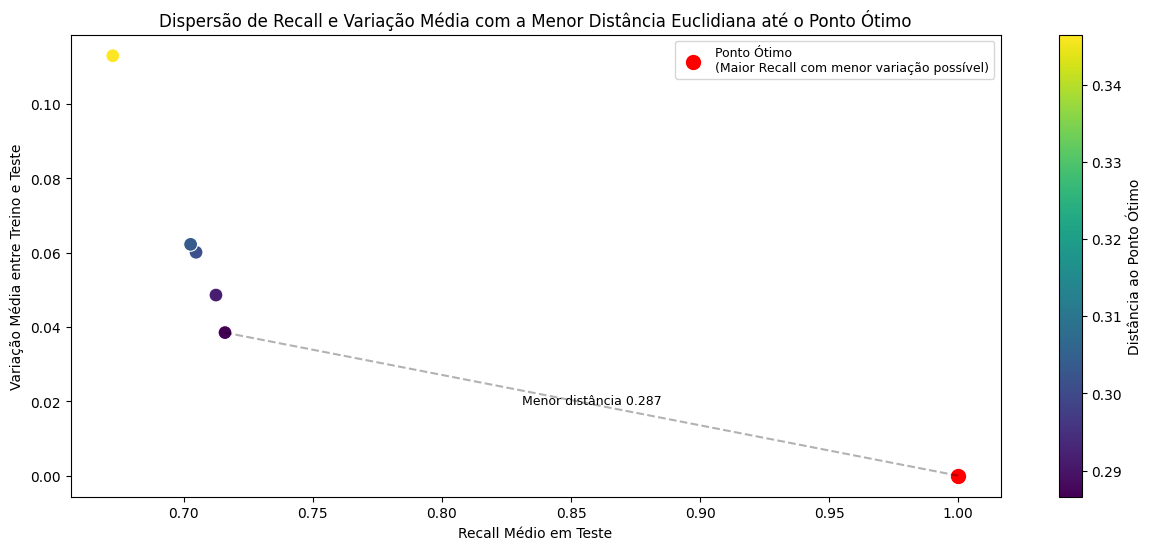 Dispersão de Recall e Variação Média com a Menor Distância Euclidiana até o Ponto Ótimo
Ponto Ótimo
(Maior Recall com menor variação possível)
Variação Média entre Treino e Teste
0.10
0.08
0.06
0.04
0.02
0.00
Menor distância 0.287
0.70
0.75
0.80
0.85
0.90
0.95
1.00
Recall Médio em Teste
0.34
0.33
0.32
0.31
0.30
0.29
Distância ao Ponto Ótimo